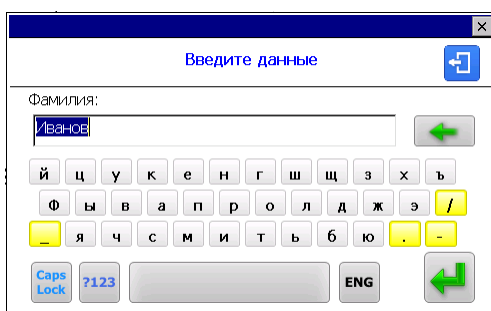 Введите данные
Фамилия:
Иванов
й ц у к е н г ш щ з х ъ
ф ы в а п р о л д ж э /
_ я ч с м и т ь б ю . -
Caps Lock ?123 ENG